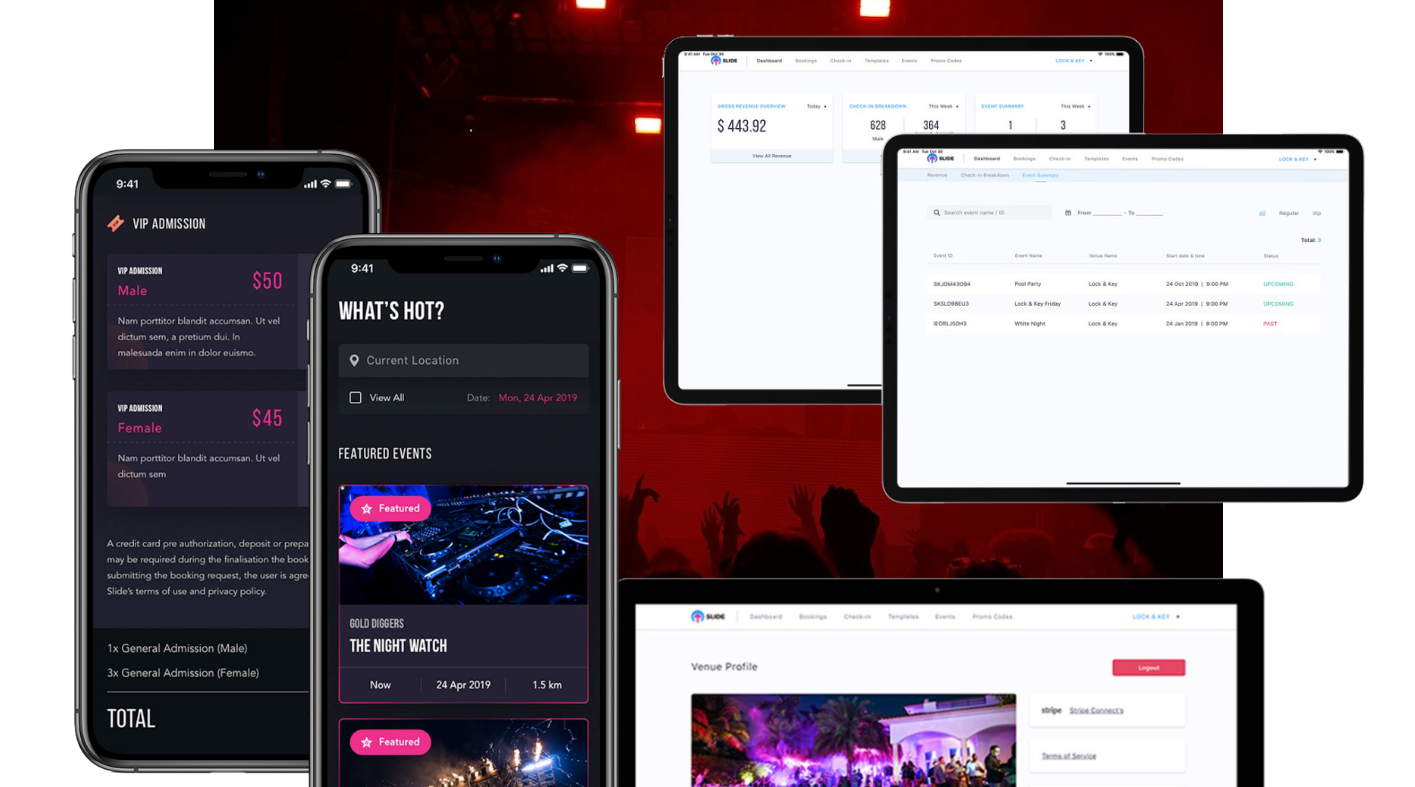 9:41
VIP ADMISSION
VIP ADMISSION
Male
$50
Nam porttitor blandit accumsan. Ut vel
dictum sem, a pretium dui. In
malesuada enim in dolor euismo.
VIP ADMISSION
Female
$45
Nam porttitor blandit accumsan. Ut vel
dictum sem
A credit card pre authorization, deposit or prepa
may be required during the finalisation the book
submitting the booking request, the user is agre
Slide's terms of use and privacy policy.
1x General Admission (Male)
3x General Admission (Female)
TOTAL
9:41
WHAT'S HOT?
Current Location
View All Date: Mon, 24 Apr 2019
FEATURED EVENTS
Featured
GOLD DIGGERS
THE NIGHT WATCH
Now 24 Apr 2019 1.5 km
Featured
9:41 AM Tue Oct 30 100%
SLIDE Dashboard Bookings Check-in Templates Events Promo Codes LOCK & KEY
GROSS REVENUE OVERVIEW Today
$ 443.92
View All Revenue
CHECK-IN BREAKDOWN This Week
628 364
Male
EVENT SUMMARY This Week
1 3
9:41 AM Tue Oct 30 100%
SLIDE Dashboard Bookings Check-in Templates Events Promo Codes LOCK & KEY
Revenue Check-in Breakdown Event Summary
Search event name / ID From - To All Regular Vip
Total: 3
Event ID Event Name Venue Name Start date & time Status
SKJDM43O94 Pool Party Lock & Key 24 Oct 2019 | 9:00 PM UPCOMING
SKSLD98EU3 Lock & Key Friday Lock & Key 24 Apr 2019 | 9:00 PM UPCOMING
White Night Lock & Key 24 Jan 2019 | 9:00 PM PAST
SLIDE Dashboard Bookings Check-in Templates Events Promo Codes LOCK & KEY
Venue Profile Logout
stripe Stripe Connect's
Terms of Service